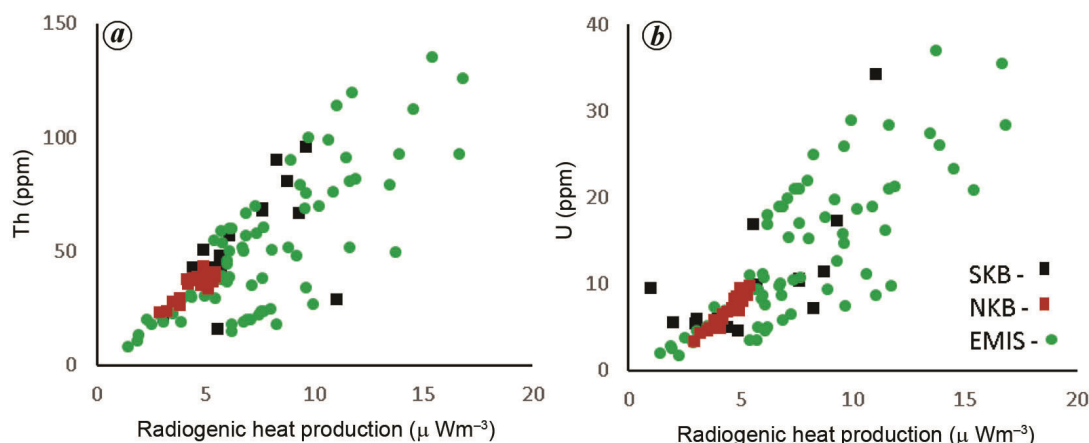 a
150
100
50
0
Th (ppm)
0 5 10 15 20
Radiogenic heat production (μ Wm⁻³)
b
40
30
20
10
0
U (ppm)
SKB -
NKB -
EMIS -
0 5 10 15 20
Radiogenic heat production (μ Wm⁻³)